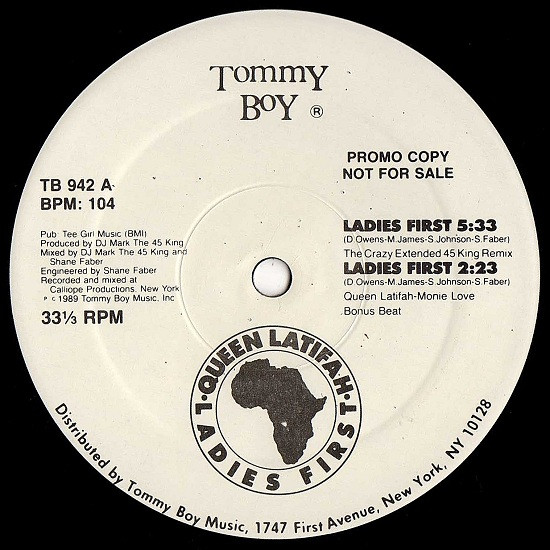 TOMMY
BOY ®
PROMO COPY
NOT FOR SALE
TB 942 A
BPM: 104
Pub: Tee Girl Music (BMI)
Produced by DJ Mark The 45 King
Mixed by DJ Mark The 45 King and
Shane Faber
Engineered by Shane Faber
Recorded and mixed at
Calliope Productions, New York
P C 1989 Tommy Boy Music, Inc
33⅓ RPM
LADIES FIRST 5:33
(D Owens-M.James-S.Johnson-S.Faber)
The Crazy Extended 45 King Remix
LADIES FIRST 2:23
(D Owens-M.James-S.Johnson-S.Faber)
Queen Latifah-Monie Love
Bonus Beat
·QUEEN LATIFAH·
LADIES FIRST
Distributed by Tommy Boy Music, 1747 First Avenue, New York, NY 10128